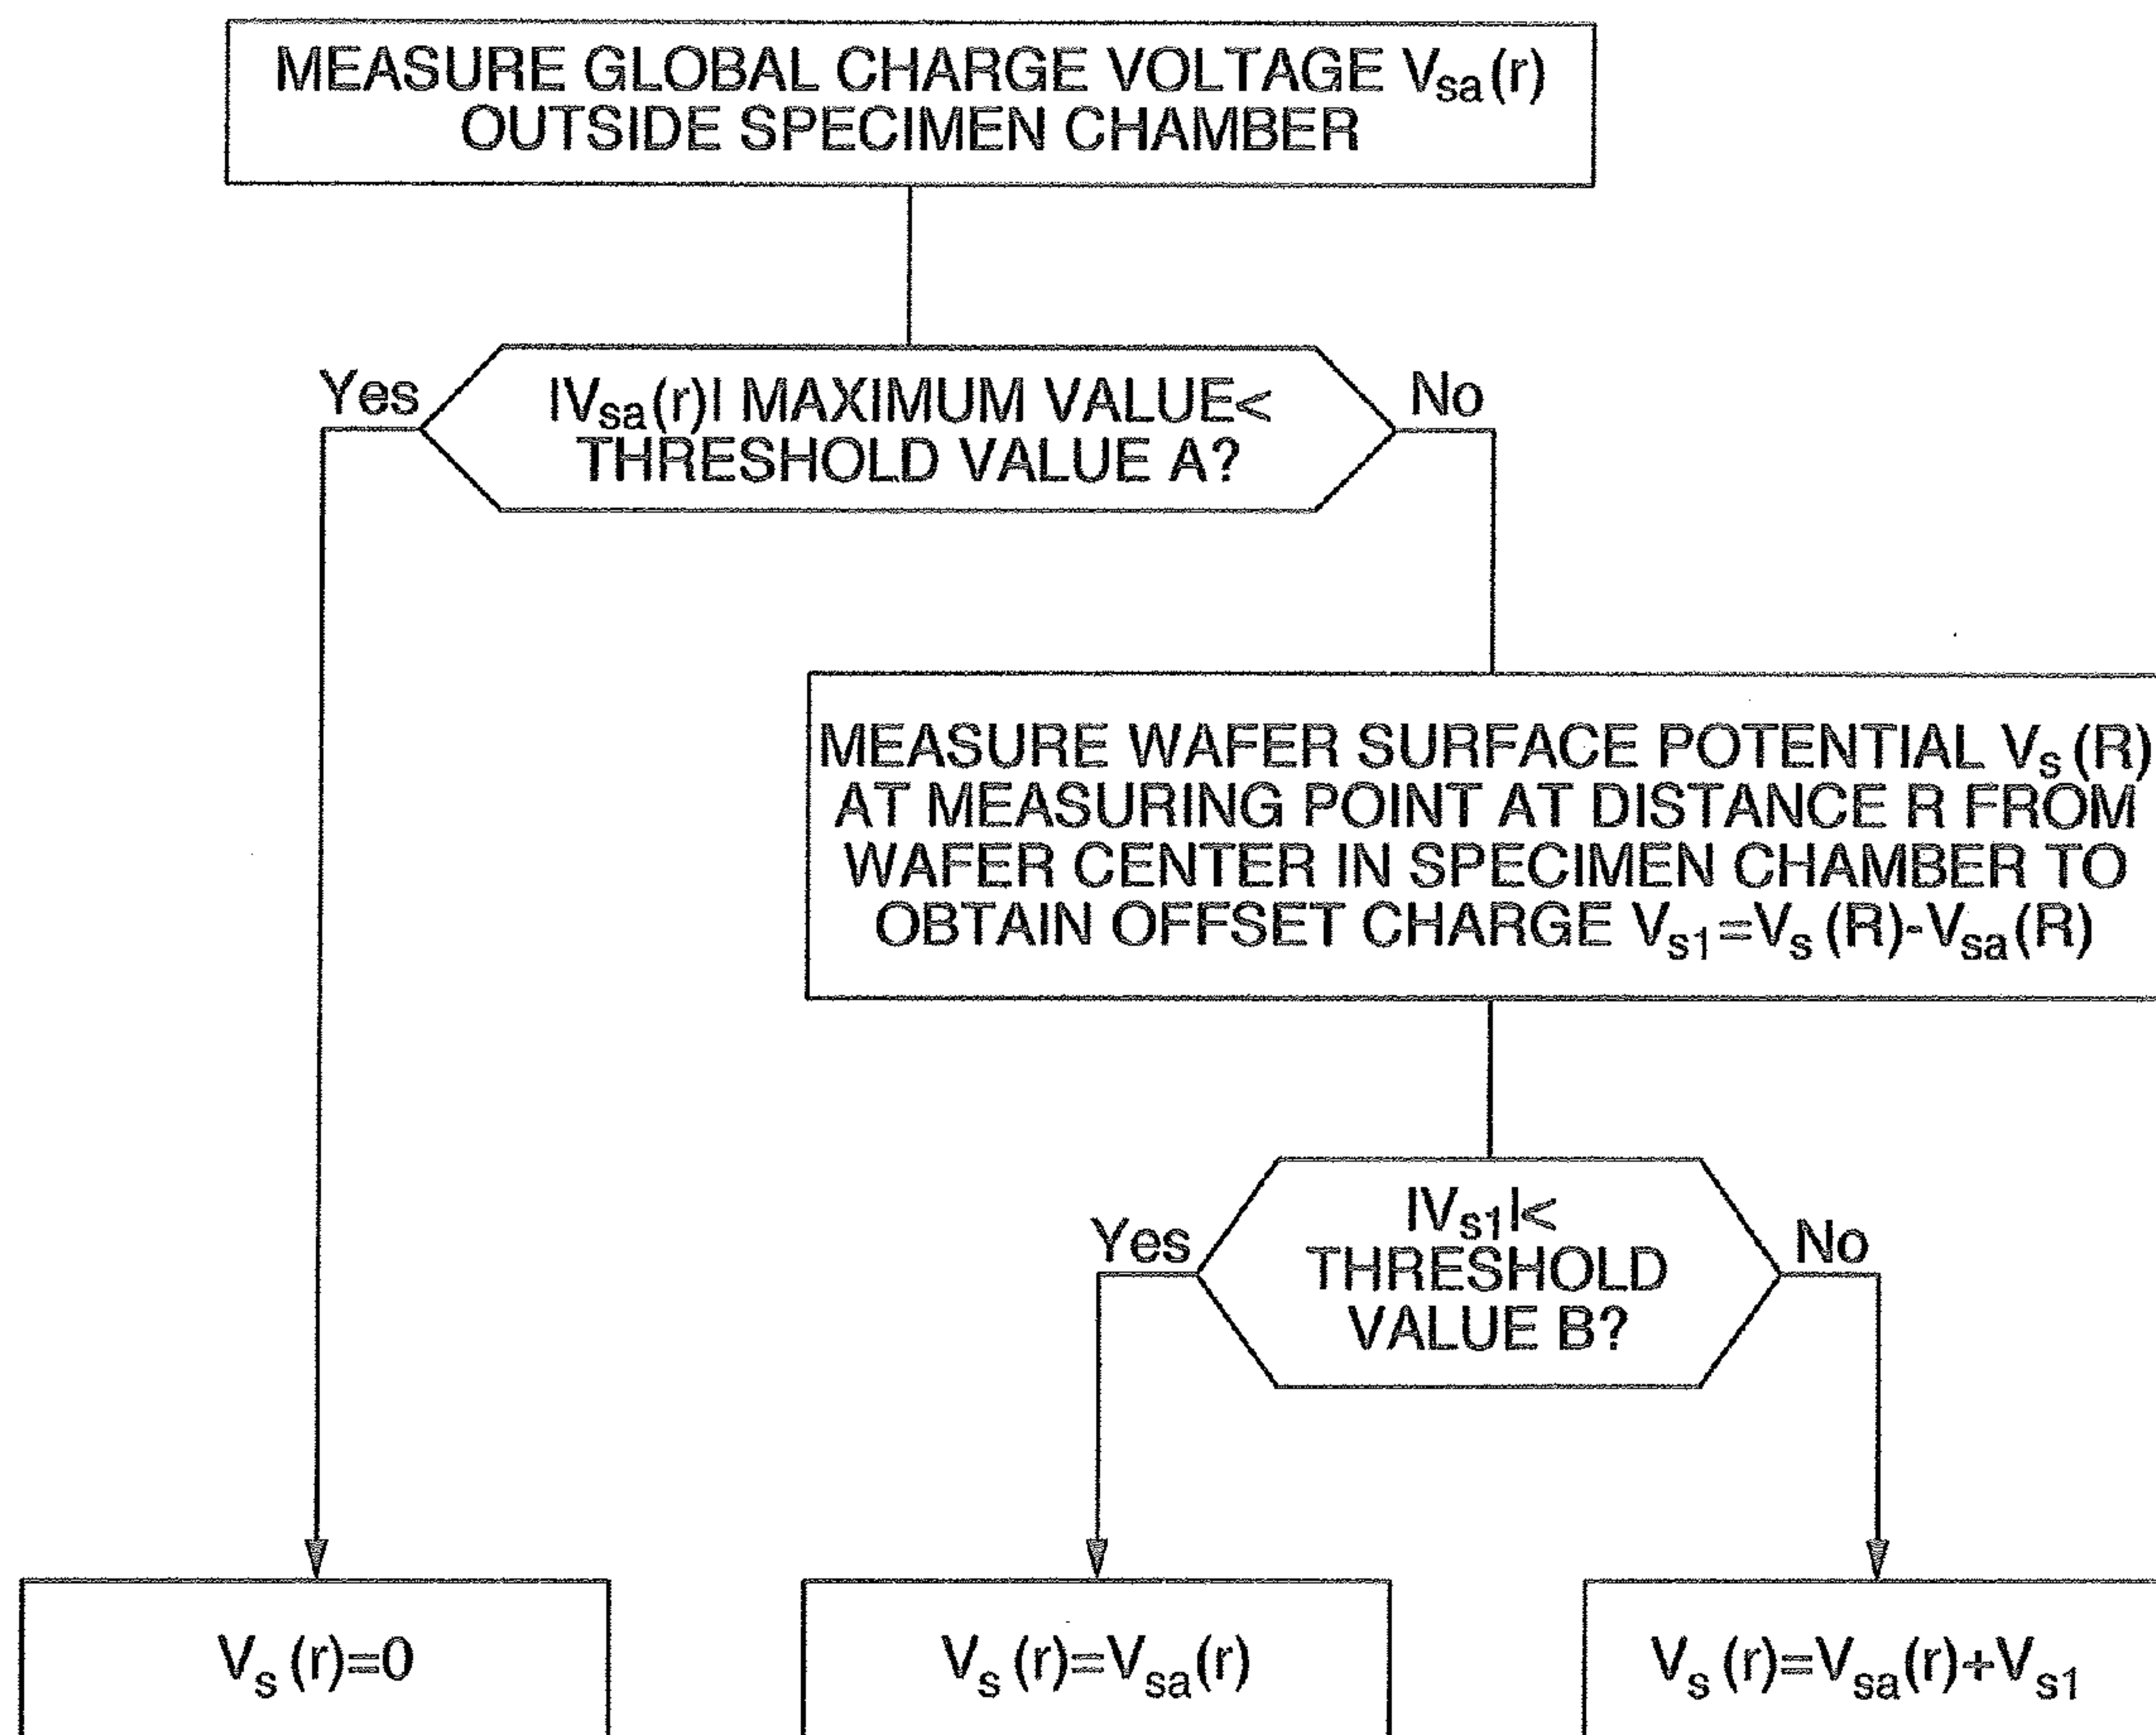 MEASURE GLOBAL CHARGE VOLTAGE Vsa(r)
OUTSIDE SPECIMEN CHAMBER
Yes
|Vsa(r)| MAXIMUM VALUE<
THRESHOLD VALUE A?
No
MEASURE WAFER SURFACE POTENTIAL Vs(R)
AT MEASURING POINT AT DISTANCE R FROM
WAFER CENTER IN SPECIMEN CHAMBER TO
OBTAIN OFFSET CHARGE Vs1=Vs(R)-Vsa(R)
Yes
|Vs1|<
THRESHOLD
VALUE B?
No
Vs(r)=0
Vs(r)=Vsa(r)
Vs(r)=Vsa(r)+Vs1